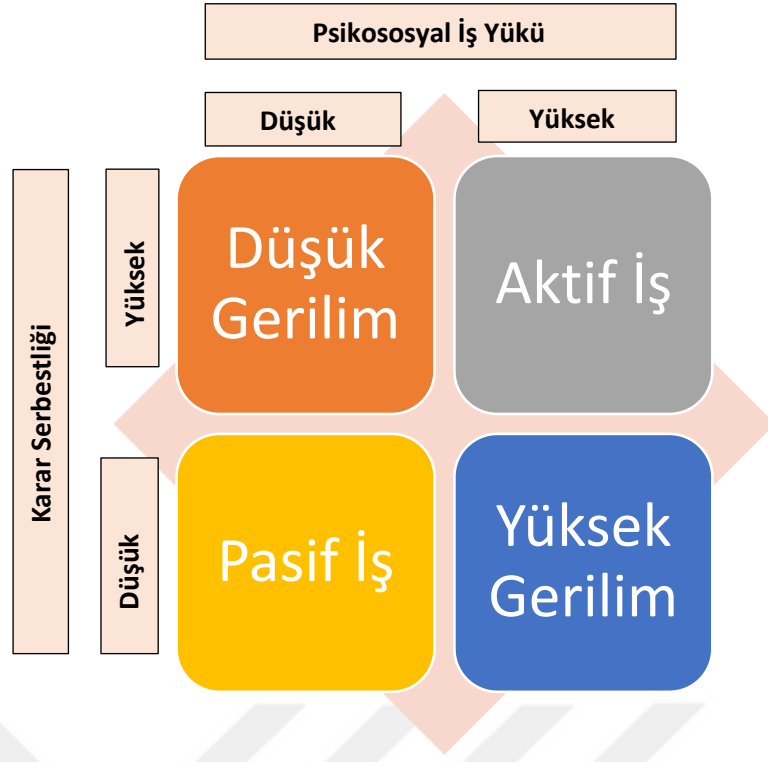 Psikososyal İş Yükü
Düşük
Yüksek
Karar Serbestliği
Yüksek
Düşük
Gerilim
Aktif İş
Düşük
Pasif İş
Yüksek
Gerilim